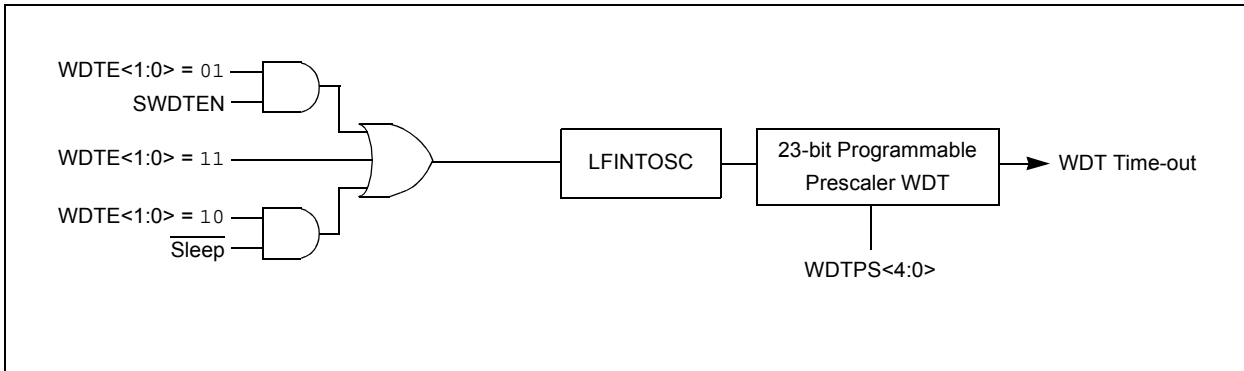 WDTE<1:0> = 01
SWDTEN
WDTE<1:0> = 11
WDTE<1:0> = 10
Sleep
LFINTOSC
23-bit Programmable
Prescaler WDT
WDT Time-out
WDTPS<4:0>